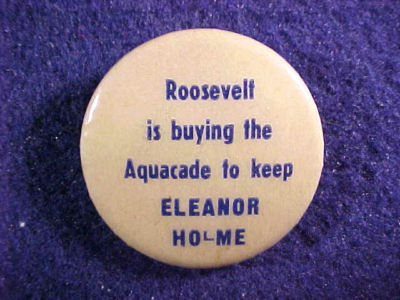 Roosevelt
is buying the
Aquacade to keep
ELEANOR
HOLME